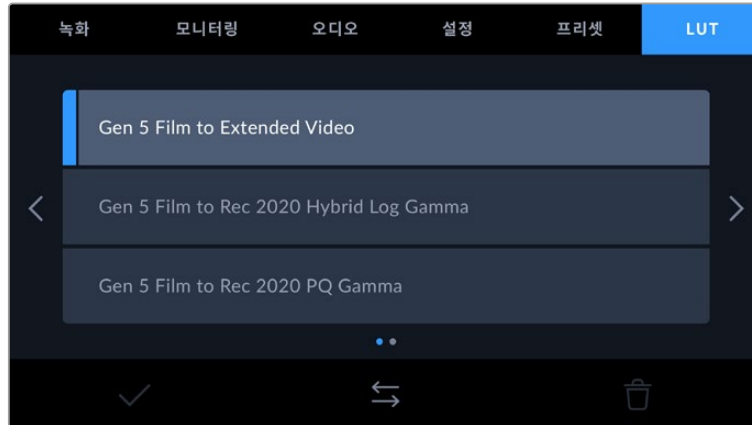 녹화 모니터링 오디오 설정 프리셋 LUT
Gen 5 Film to Extended Video
Gen 5 Film to Rec 2020 Hybrid Log Gamma
Gen 5 Film to Rec 2020 PQ Gamma